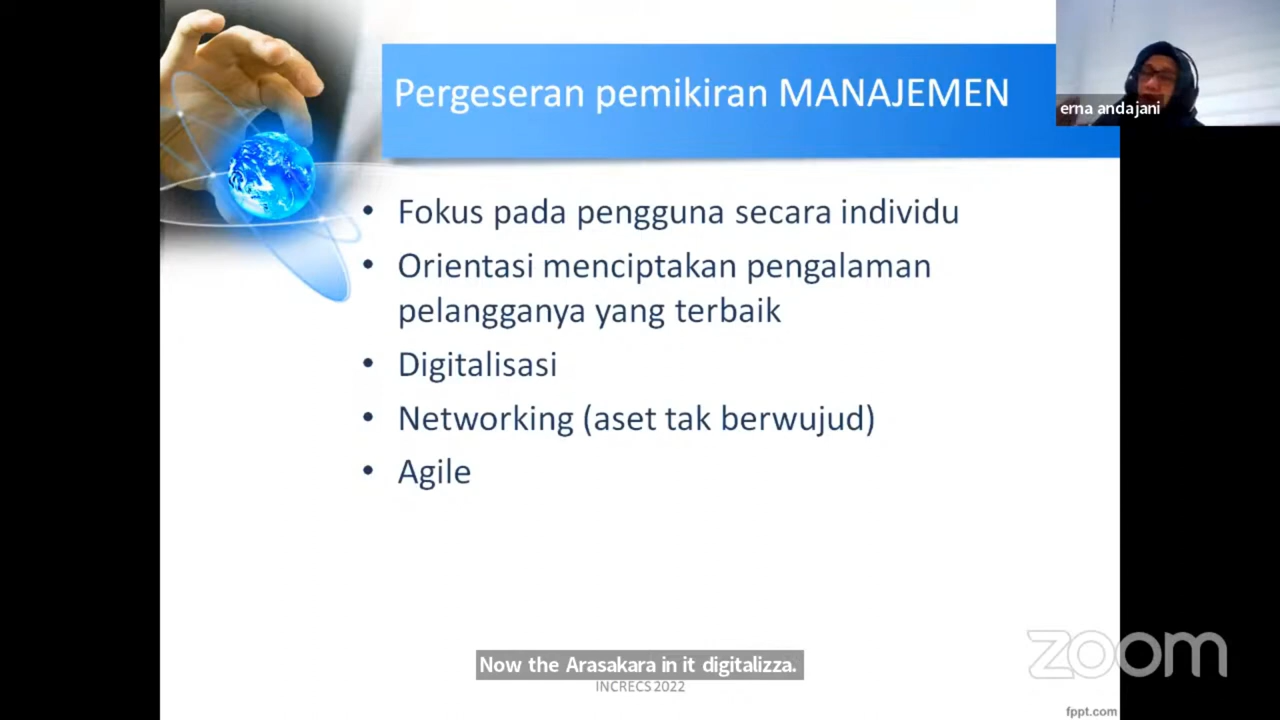 Pergeseran pemikiran MANAJEMEN
erna andajani
• Fokus pada pengguna secara individu
• Orientasi menciptakan pengalaman
pelangganya yang terbaik
• Digitalisasi
• Networking (aset tak berwujud)
• Agile
Now the Arasakara in it digitalizza.
INCRECS 2022
zoom
fppt.com